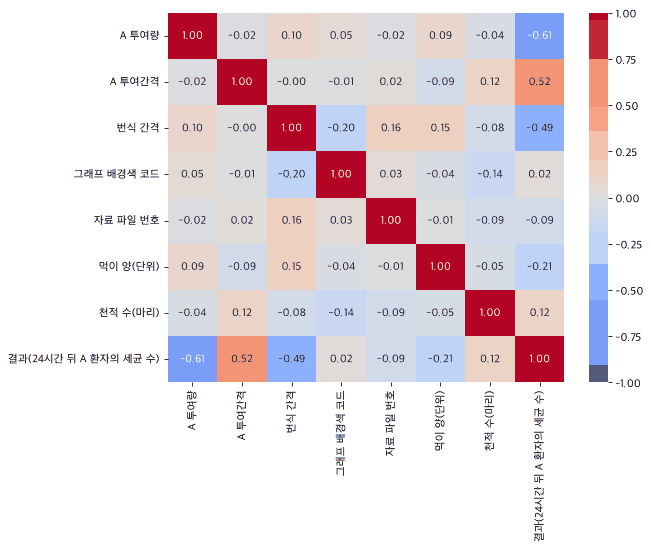 A 투여량 1.00 -0.02 0.10 0.05 -0.02 0.09 -0.04 -0.61
A 투여간격 -0.02 1.00 -0.00 -0.01 0.02 -0.09 0.12 0.52
번식 간격 0.10 -0.00 1.00 -0.20 0.16 0.15 -0.08 -0.49
그래프 배경색 코드 0.05 -0.01 -0.20 1.00 0.03 -0.04 -0.14 0.02
자료 파일 번호 -0.02 0.02 0.16 0.03 1.00 -0.01 -0.09 -0.09
먹이 양(단위) 0.09 -0.09 0.15 -0.04 -0.01 1.00 -0.05 -0.21
천적 수(마리) -0.04 0.12 -0.08 -0.14 -0.09 -0.05 1.00 0.12
결과(24시간 뒤 A 환자의 세균 수) -0.61 0.52 -0.49 0.02 -0.09 -0.21 0.12 1.00
A 투여량
A 투여간격
번식 간격
그래프 배경색 코드
자료 파일 번호
먹이 양(단위)
천적 수(마리)
결과(24시간 뒤 A 환자의 세균 수)
1.00
0.75
0.50
0.25
0.00
-0.25
-0.50
-0.75
-1.00